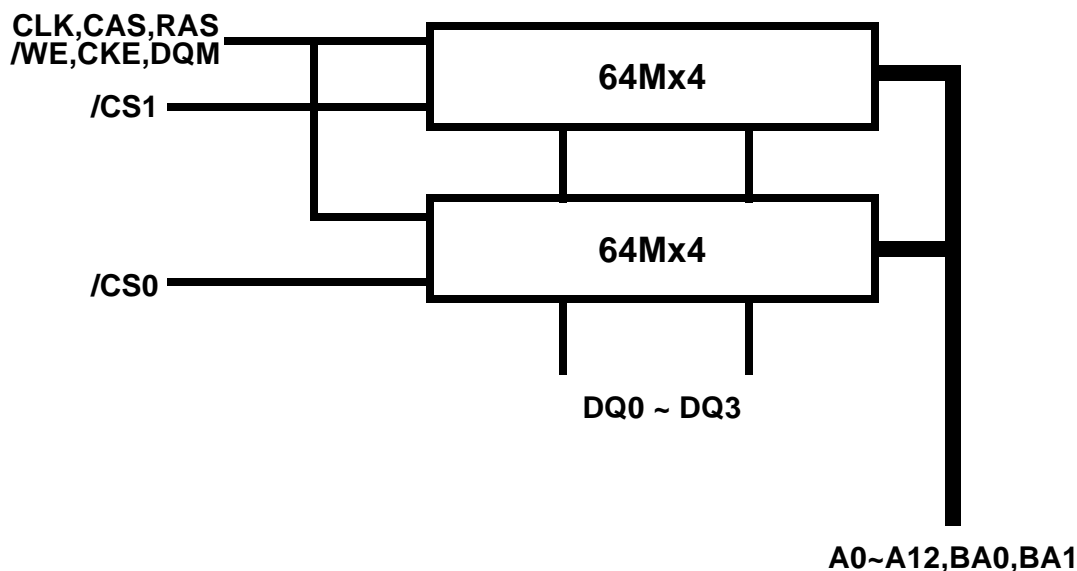 CLK,CAS,RAS
/WE,CKE,DQM
64Mx4
/CS1
64Mx4
/CS0
DQ0 ~ DQ3
A0~A12,BA0,BA1